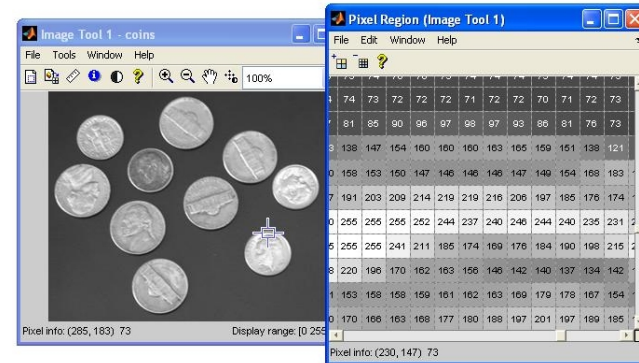 Image Tool 1 - coins
File Tools Window Help
100%
Pixel info: (285, 183) 73
Display range: [0 255
Pixel Region (Image Tool 1)
File Edit Window Help
74 73 72 72 71 72 72 70 71 72 73
81 85 90 96 97 98 97 93 86 81 76 73
138 147 154 160 160 160 163 165 159 151 138 121
158 153 150 147 146 146 146 147 149 154 168 183
191 203 209 214 219 219 216 206 197 185 176 174
255 255 255 252 244 237 240 246 244 240 235 231
255 255 241 211 185 174 169 176 184 190 198 215
220 196 170 162 163 156 146 142 140 137 134 142
153 158 158 159 161 162 163 169 179 178 167 154
170 166 163 168 177 180 188 197 201 197 189 185
Pixel info: (230, 147) 73